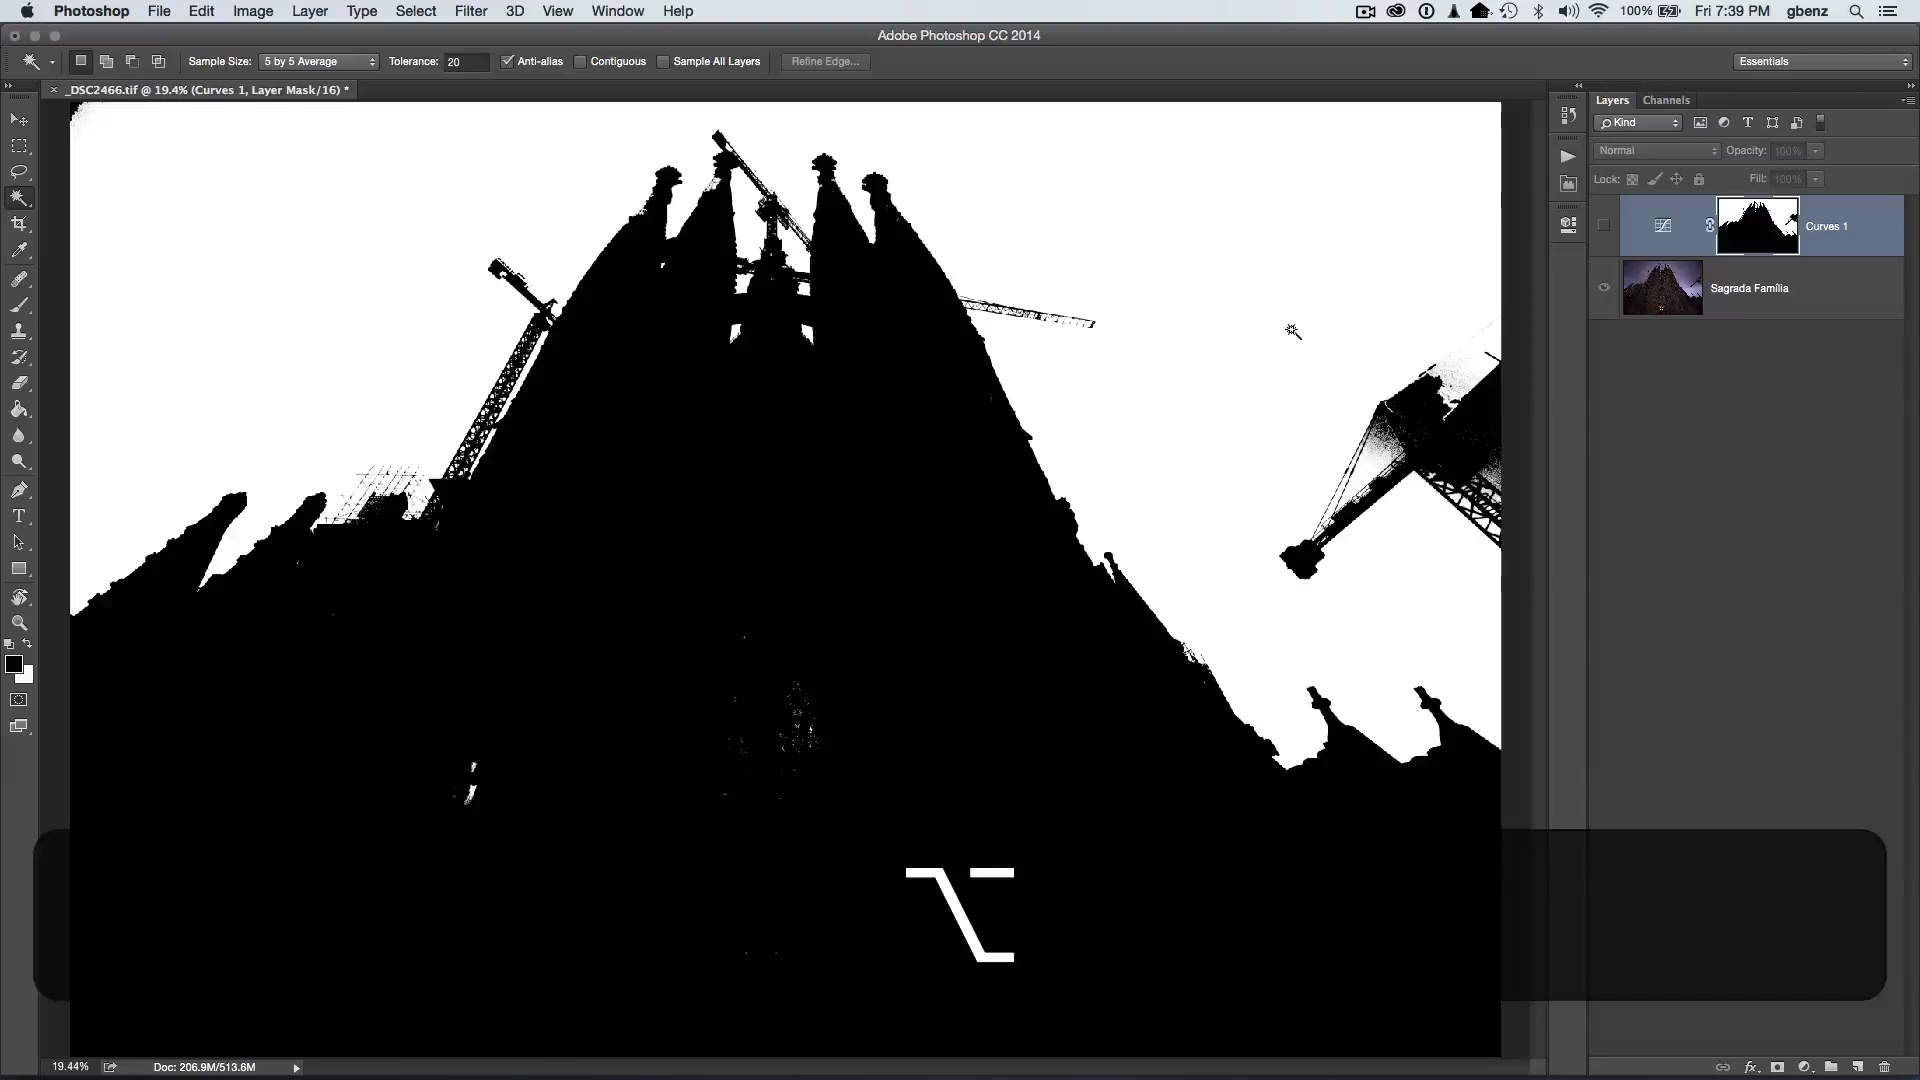 Photoshop File Edit Image Layer Type Select Filter 3D View Window Help 100% Fri 7:39 PM gbenz
Adobe Photoshop CC 2014
Sample Size: 5 by 5 Average Tolerance: 20 Anti-alias Contiguous Sample All Layers Refine Edge... Essentials
_DSC2466.tif @ 19.4% (Curves 1, Layer Mask/16) *
Layers Channels
Kind
Normal Opacity: 100%
Lock: Fill: 100%
Curves 1
Sagrada Família
19.44% Doc: 206.9M/513.6M